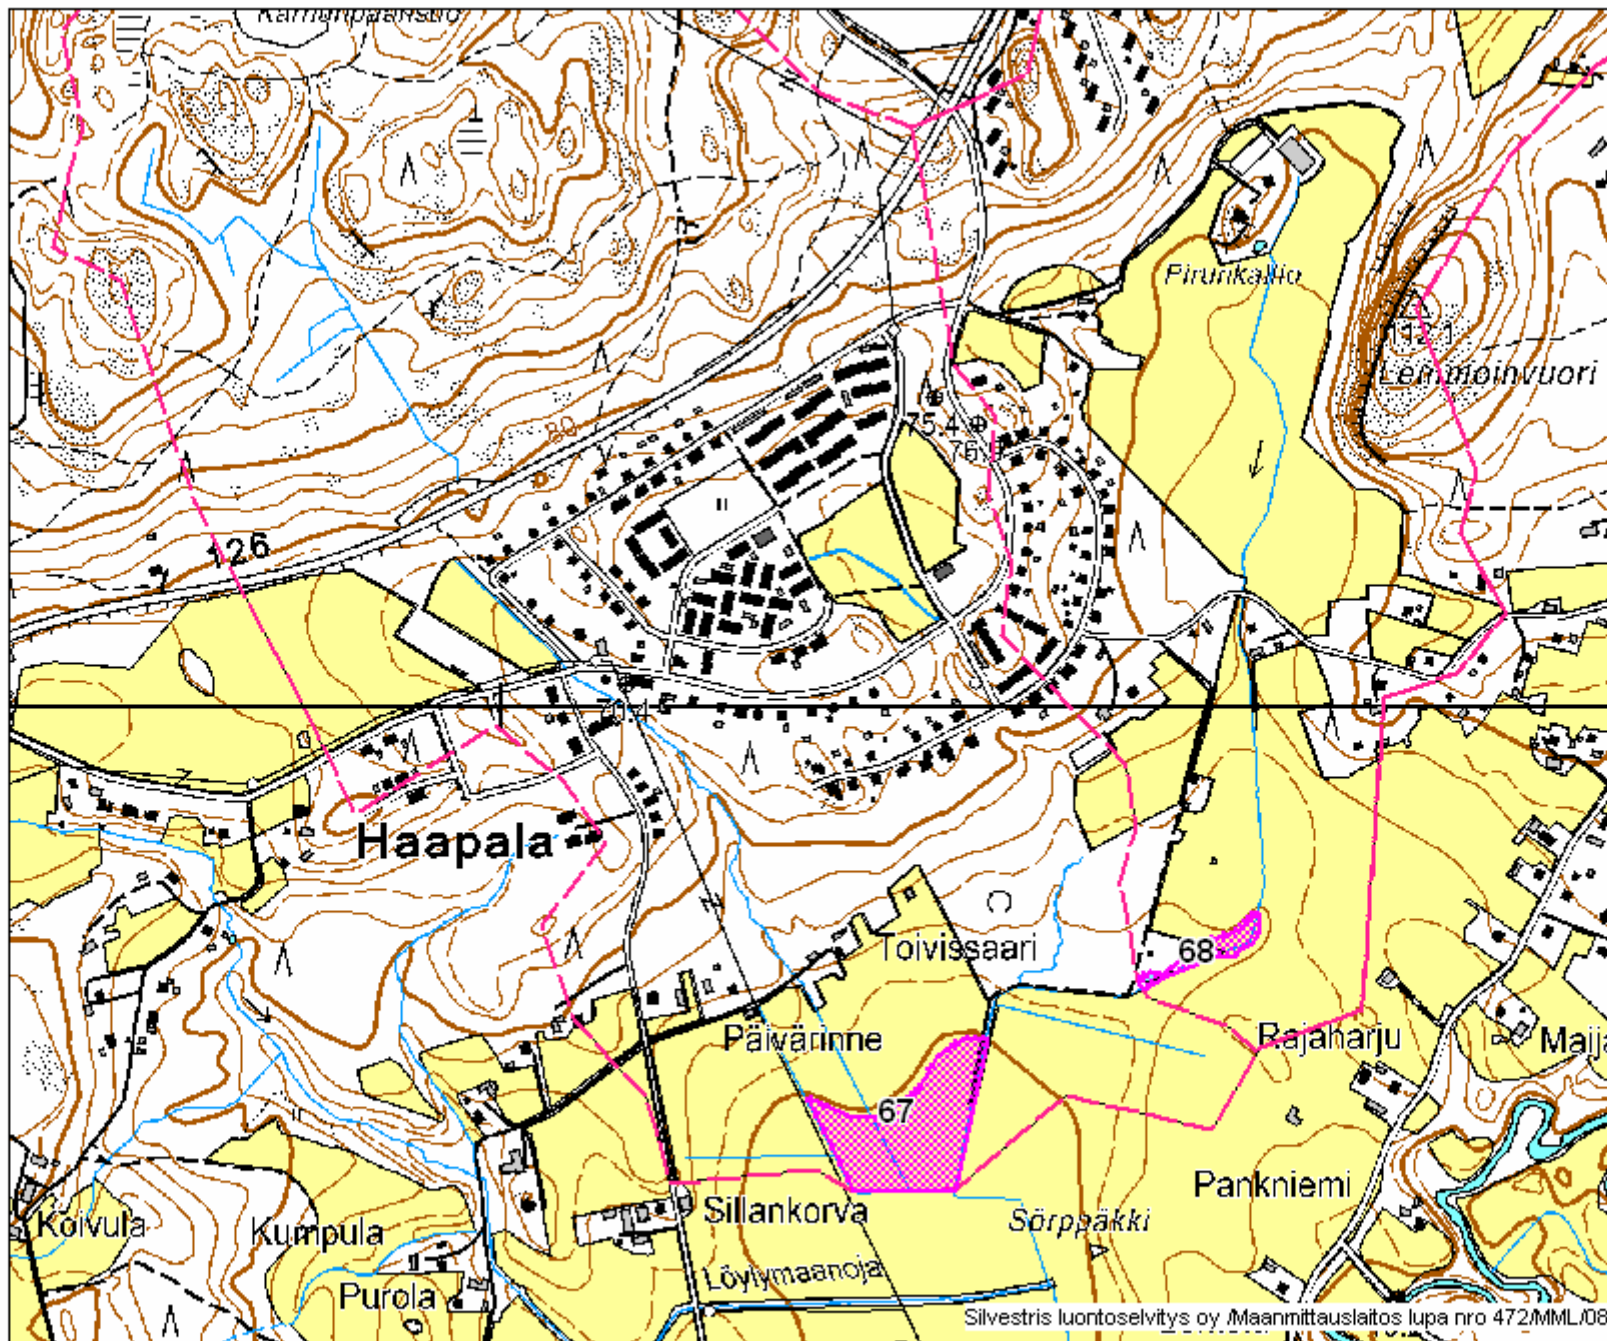 Pirunkallio
112.1
Lemmoinvuori
80
75.4
126
Haapala
Toivissaari
68
Päivärinne
Rajaharju
Maija
67
Pankniemi
Sillankorva
Sörppäkki
Koivula
Kumpula
Löylymaanoja
Purola
Silvestris luontoselvitys oy /Maanmittauslaitos lupa nro 472/MML/08